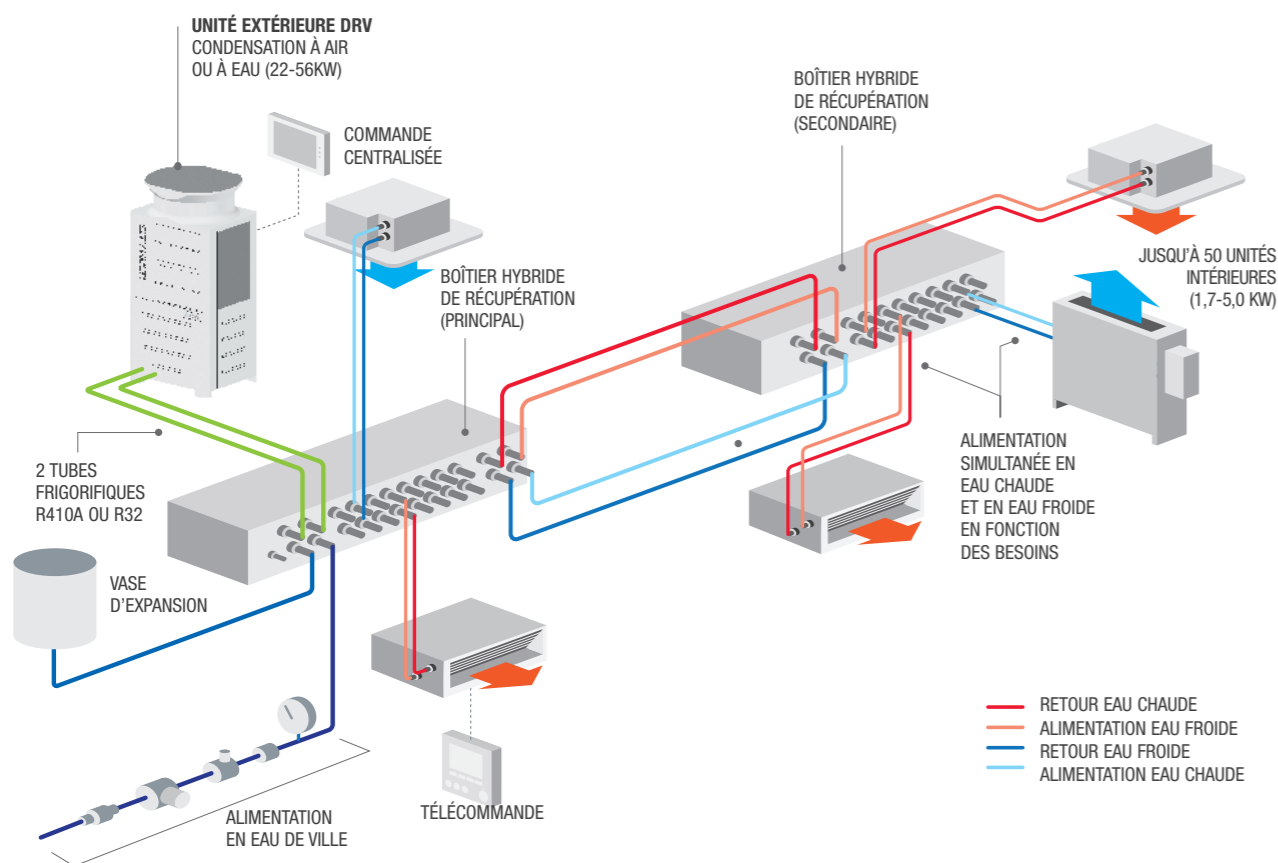 UNITÉ EXTÉRIEURE DRV
CONDENSATION À AIR
OU À EAU (22-56KW)
COMMANDE
CENTRALISÉE
BOÎTIER HYBRIDE
DE RÉCUPÉRATION
(PRINCIPAL)
BOÎTIER HYBRIDE
DE RÉCUPÉRATION
(SECONDAIRE)
JUSQU'À 50 UNITÉS
INTÉRIEURES
(1,7-5,0 KW)
2 TUBES
FRIGORIFIQUES
R410A OU R32
ALIMENTATION
SIMULTANÉE EN
EAU CHAUDE
ET EN EAU FROIDE
EN FONCTION
DES BESOINS
VASE
D'EXPANSION
ALIMENTATION
EN EAU DE VILLE
TÉLÉCOMMANDE
RETOUR EAU CHAUDE
ALIMENTATION EAU FROIDE
RETOUR EAU FROIDE
ALIMENTATION EAU CHAUDE